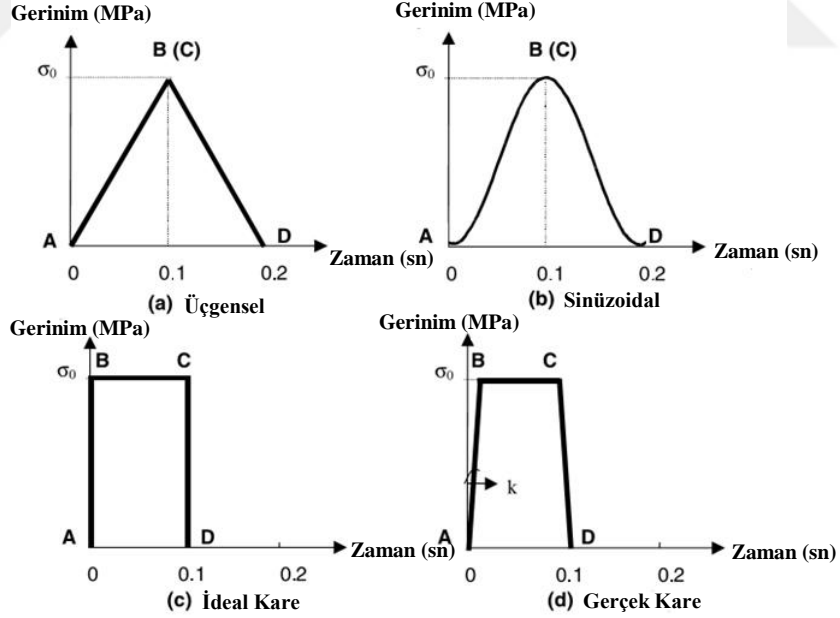 Gerinim (MPa)
B (C)
σ0
A
D
Zaman (sn)
0
0.1
0.2
(a) Üçgensel
Gerinim (MPa)
B (C)
σ0
A
D
Zaman (sn)
0
0.1
0.2
(b) Sinüzoidal
Gerinim (MPa)
B
C
σ0
A
D
Zaman (sn)
0
0.1
0.2
(c) İdeal Kare
Gerinim (MPa)
B
C
σ0
k
A
D
Zaman (sn)
0
0.1
0.2
(d) Gerçek Kare